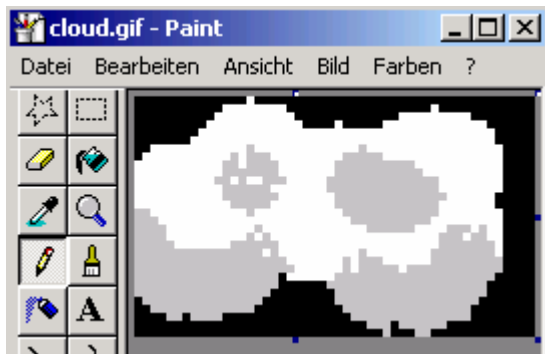 cloud.gif - Paint
Datei Bearbeiten Ansicht Bild Farben ?
A